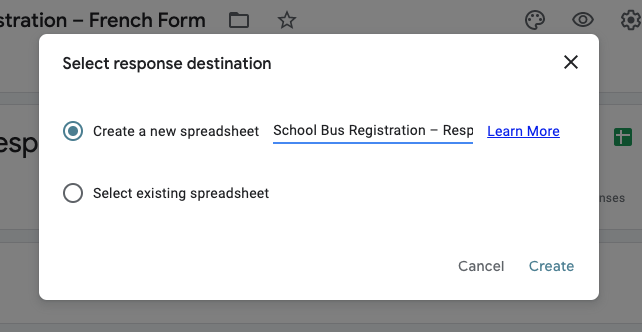 stration – French Form
Select response destination
Create a new spreadsheet School Bus Registration – Resp Learn More
esp
Select existing spreadsheet
nses
Cancel Create